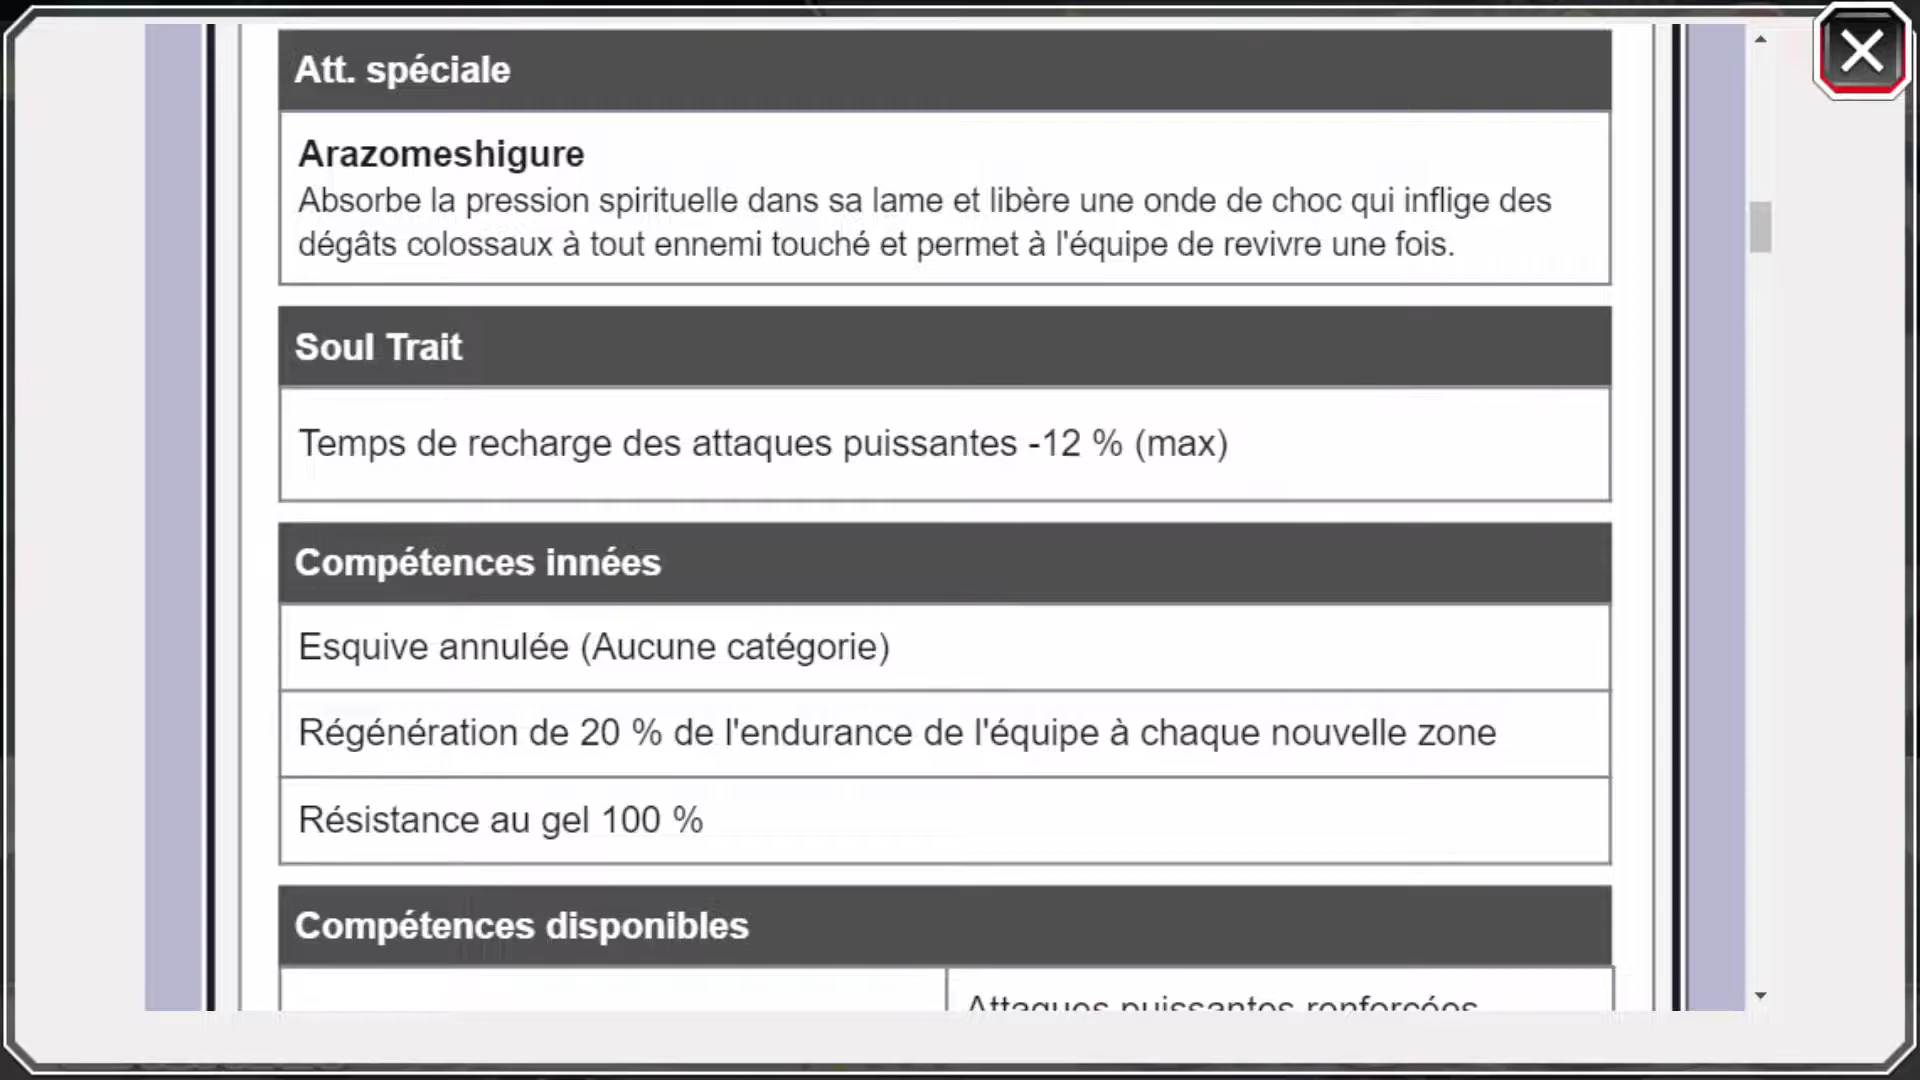 Att. spéciale
Arazomeshigure
Absorbe la pression spirituelle dans sa lame et libère une onde de choc qui inflige des
dégâts colossaux à tout ennemi touché et permet à l'équipe de revivre une fois.
Soul Trait
Temps de recharge des attaques puissantes -12 % (max)
Compétences innées
Esquive annulée (Aucune catégorie)
Régénération de 20 % de l'endurance de l'équipe à chaque nouvelle zone
Résistance au gel 100 %
Compétences disponibles
Attaques puissantes renforcées